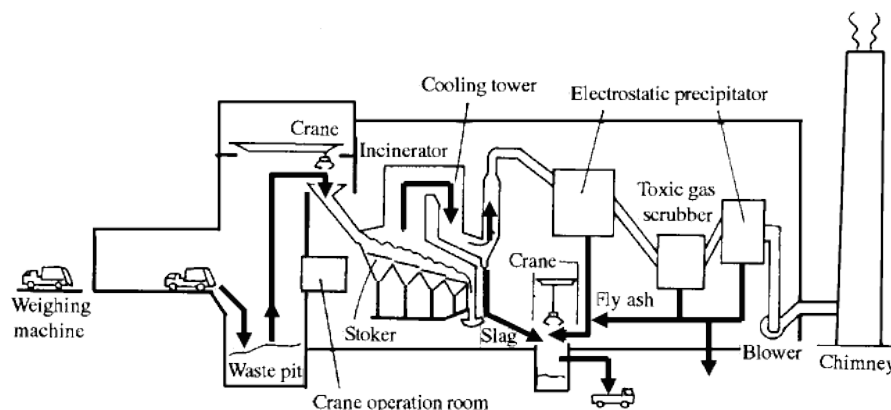 Cooling tower
Electrostatic precipitator
Crane
Incinerator
Toxic gas
scrubber
Crane
Fly ash
Weighing
machine
Stoker
Slag
Blower
Chimney
Waste pit
Crane operation room